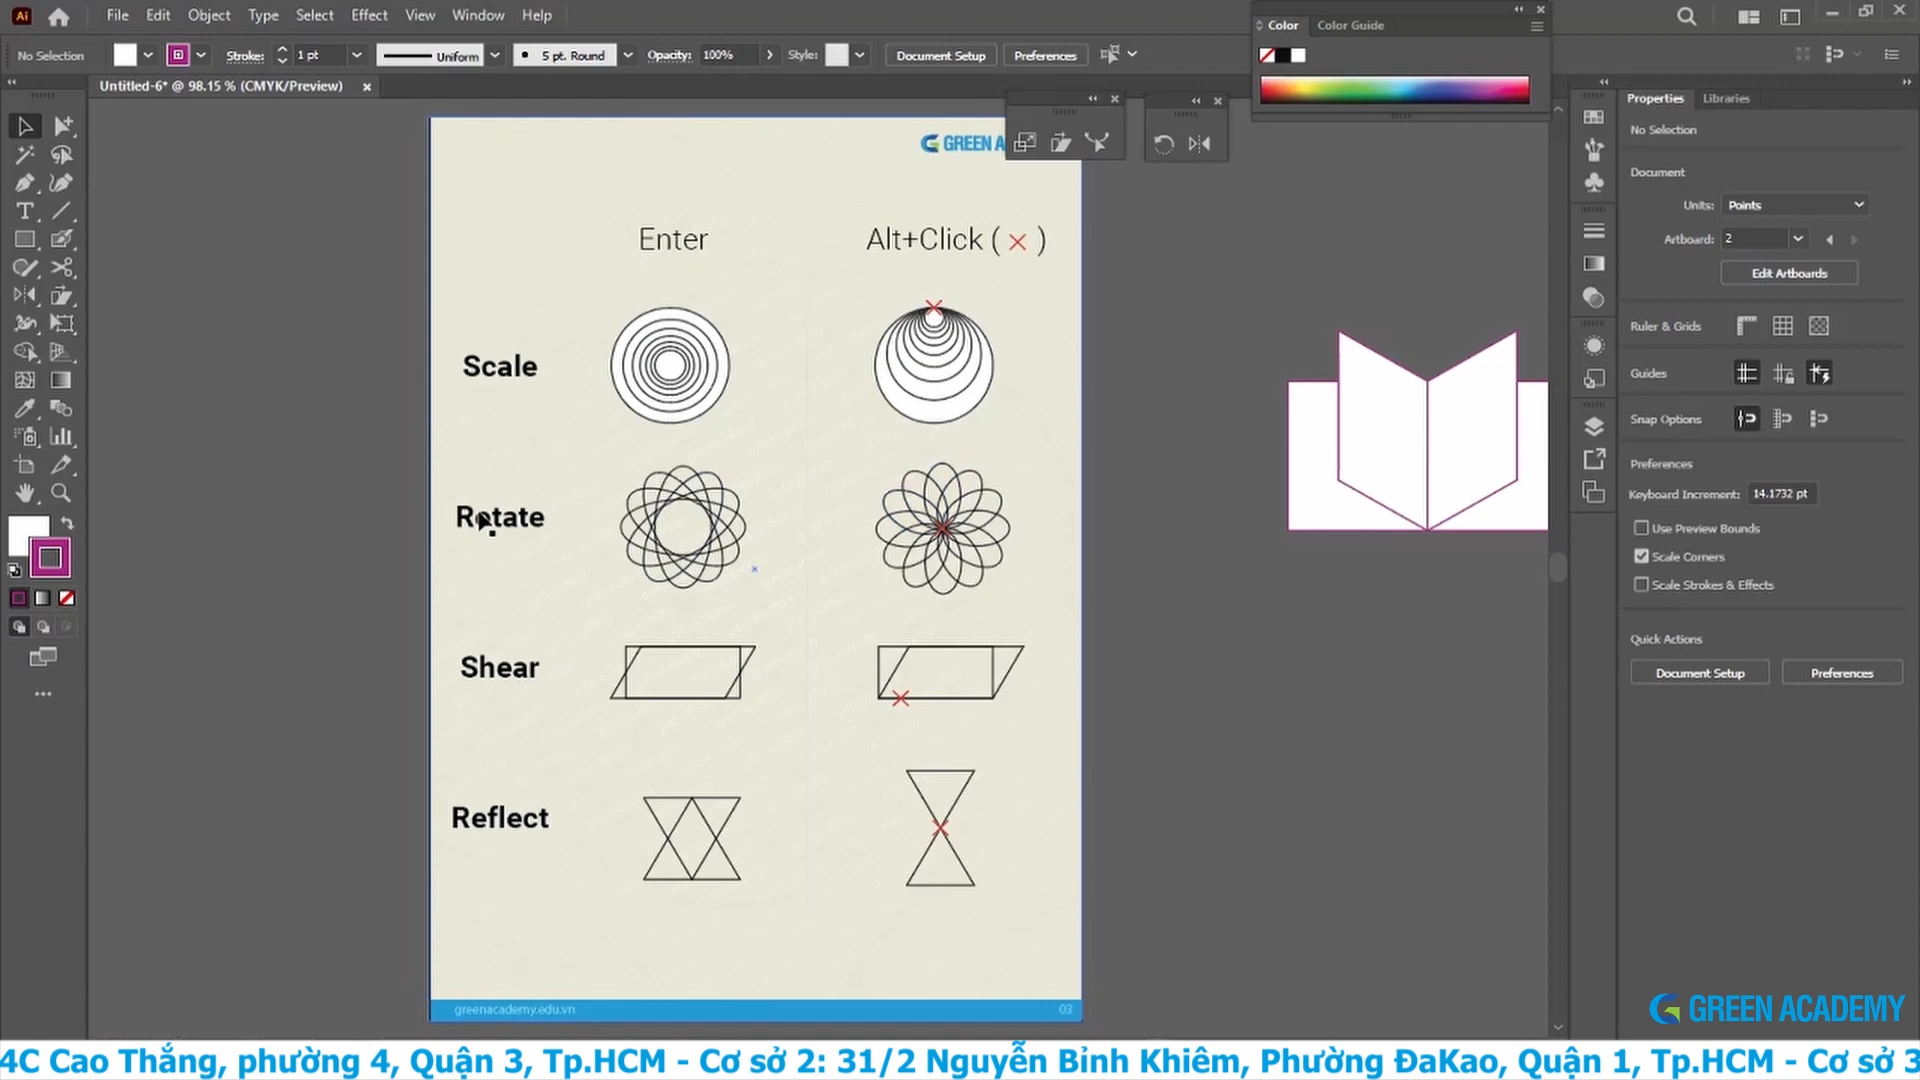 Ai File Edit Object Type Select Effect View Window Help
No Selection Stroke: 1 pt Uniform 5 pt. Round Opacity: 100% Style: Document Setup Preferences
Untitled-6* @ 98.15 % (CMYK/Preview)
Color Color Guide
Properties Libraries
No Selection
Document
Units: Points
Artboard: 2
Edit Artboards
Ruler & Grids
Guides
Snap Options
Preferences
Keyboard Increment: 14.1732 pt
Use Preview Bounds
Scale Corners
Scale Strokes & Effects
Quick Actions
Document Setup Preferences
GREEN A
Enter Alt+Click ( × )
Scale
Rotate
Shear
Reflect
greenacademy.edu.vn 03
GREEN ACADEMY
4C Cao Thắng, phường 4, Quận 3, Tp.HCM - Cơ sở 2: 31/2 Nguyễn Bỉnh Khiêm, Phường ĐaKao, Quận 1, Tp.HCM - Cơ sở 3